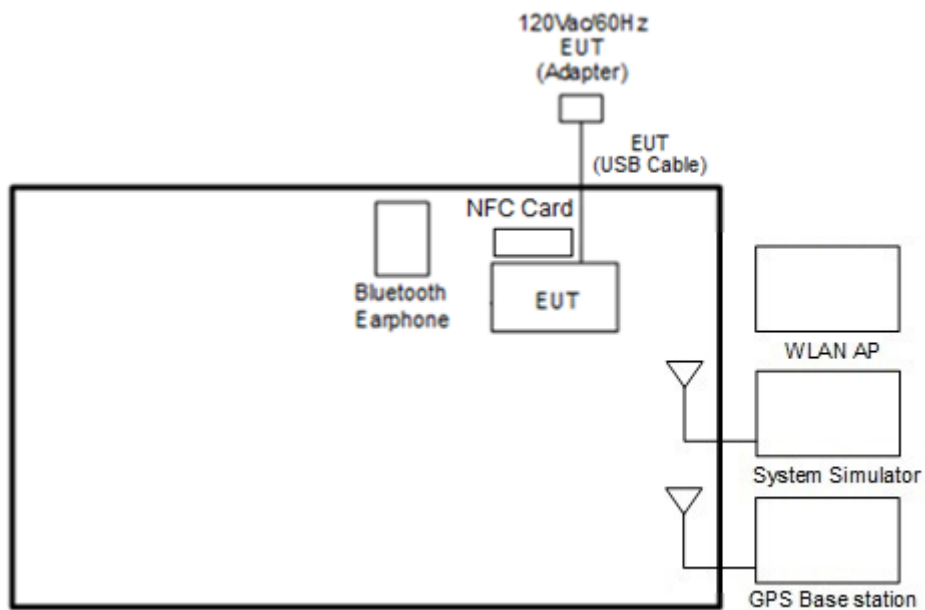 120Vac/60Hz
EUT
(Adapter)
EUT
(USB Cable)
NFC Card
Bluetooth
Earphone
EUT
WLAN AP
System Simulator
GPS Base station